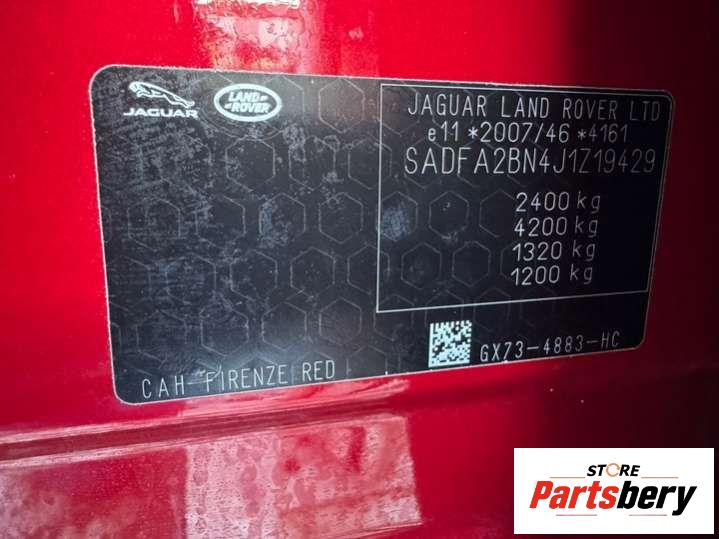 JAGUAR
LAND
ROVER
JAGUAR LAND ROVER LTD
e11 *2007/46 *4161
SADFA2BN4J1Z19429
2400 kg
4200 kg
1320 kg
1200 kg
GX73-4883-HC
CAH-FIRENZE RED
STORE
Partsbery